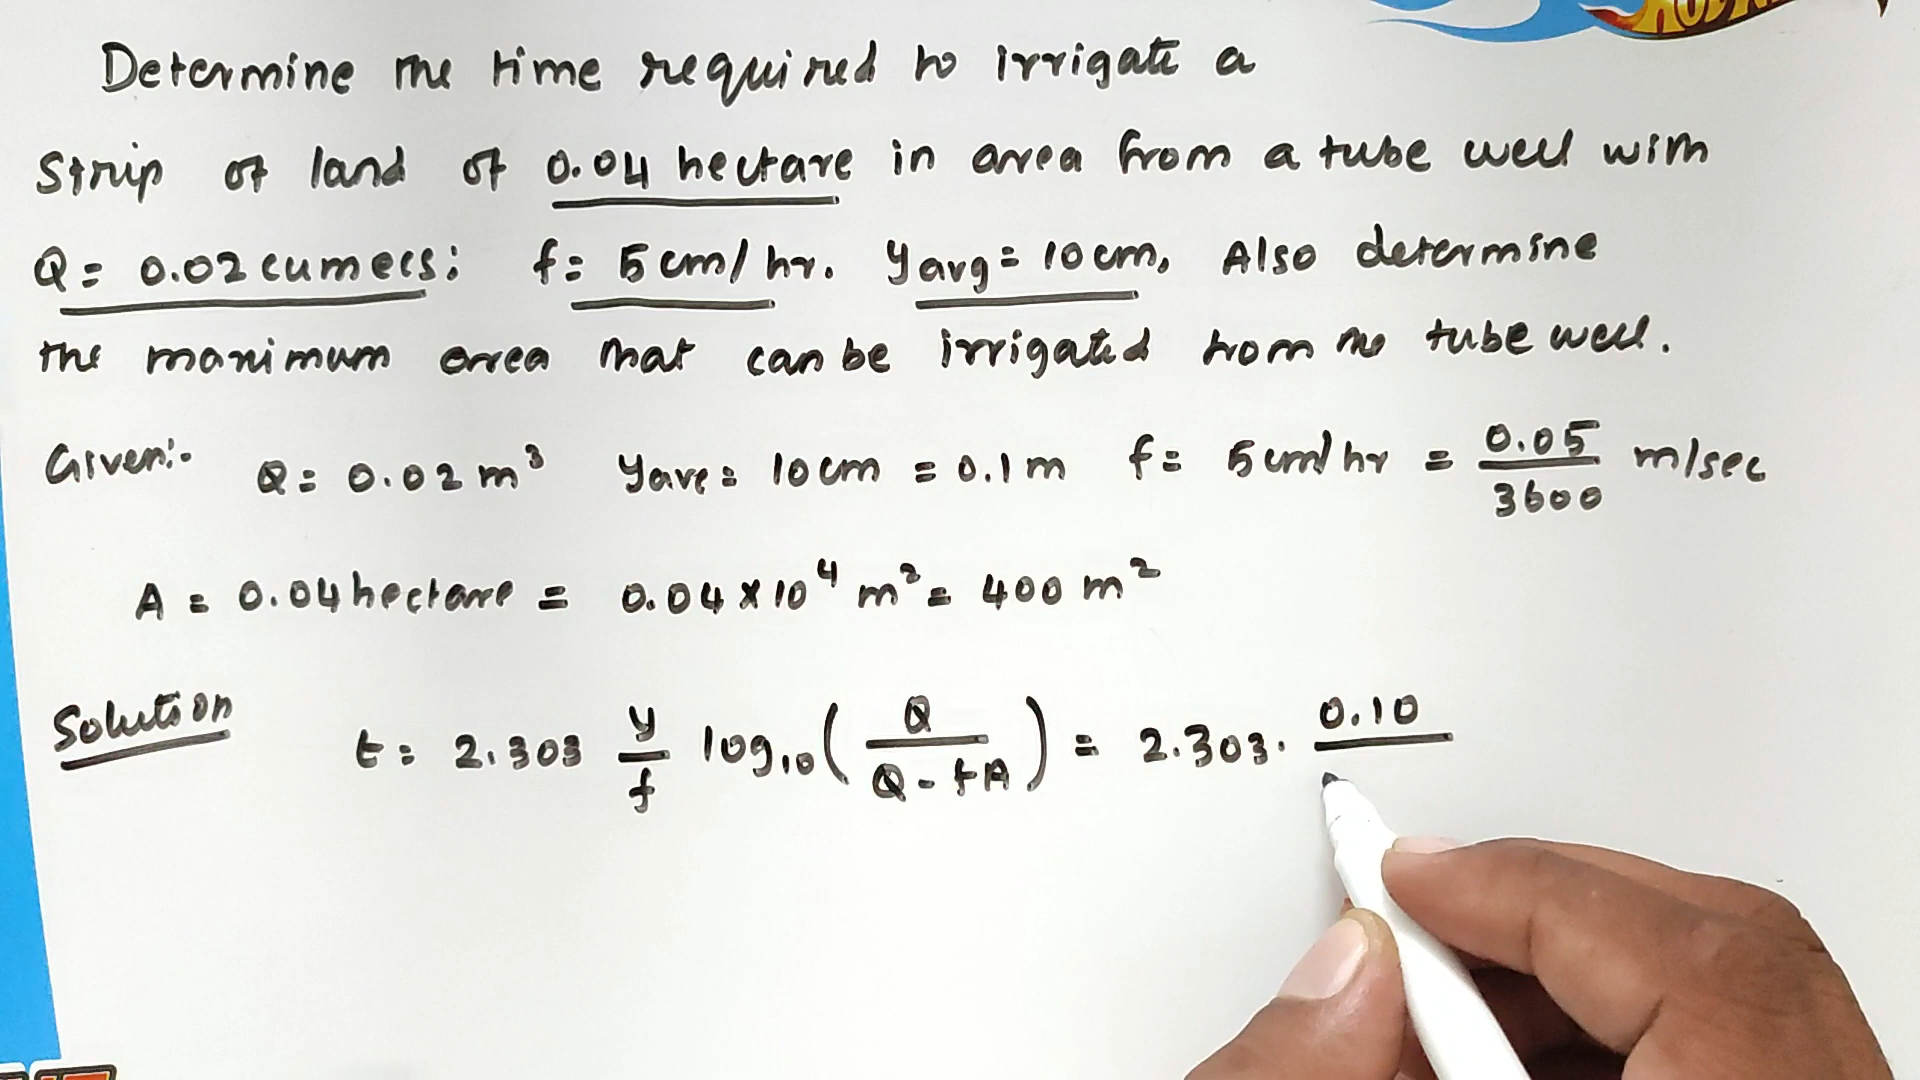 Determine the time required to irrigate a
Strip of land of 0.04 hectare in area from a tube well with
Q = 0.02 cumecs; f = 5 cm/hr. yavg = 10cm, Also determine
the maximum area that can be irrigated from the tube well.
Given:- Q = 0.02 m³ yave = 10 cm = 0.1 m f = 5 cm/hr = 0.05/3600 m/sec
A = 0.04 hectare = 0.04 × 10⁴ m² = 400 m²
Solution t = 2.303 y/f log₁₀ (Q/(Q - fA)) = 2.303. 0.10